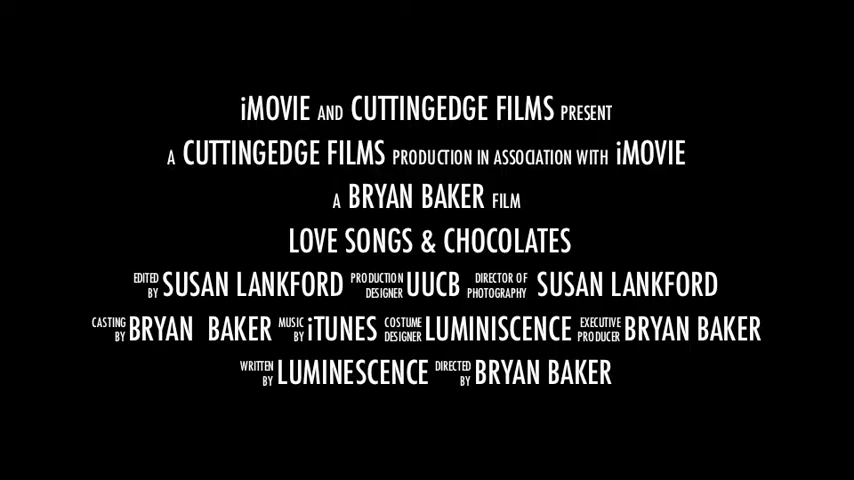 iMOVIE AND CUTTINGEDGE FILMS PRESENT
A CUTTINGEDGE FILMS PRODUCTION IN ASSOCIATION WITH iMOVIE
A BRYAN BAKER FILM
LOVE SONGS & CHOCOLATES
EDITED BY SUSAN LANKFORD PRODUCTION DESIGNER UUCB DIRECTOR OF PHOTOGRAPHY SUSAN LANKFORD
CASTING BY BRYAN BAKER MUSIC BY iTUNES COSTUME DESIGNER LUMINISCENCE EXECUTIVE PRODUCER BRYAN BAKER
WRITTEN BY LUMINESCENCE DIRECTED BY BRYAN BAKER